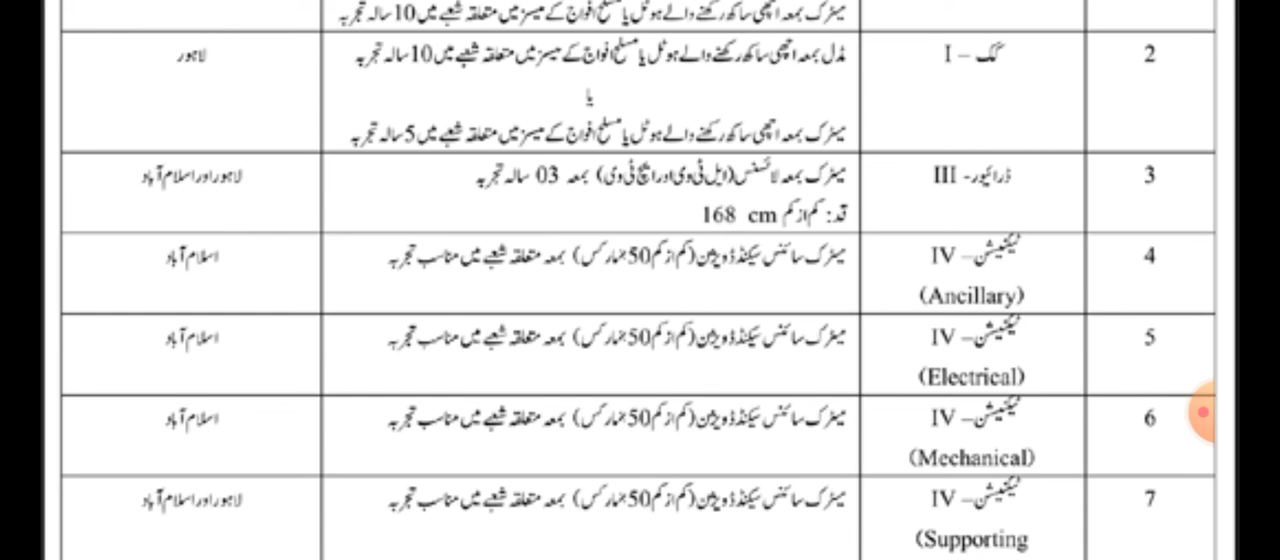 میٹرک بمعہ اچھی ساکھ رکھنے والے ہوٹل یا مسلح افواج کے میسز میں متعلقہ شعبے میں 10 سالہ تجربہ
2
کک – I
مڈل بمعہ اچھی ساکھ رکھنے والے ہوٹل یا مسلح افواج کے میسز میں متعلقہ شعبے میں 10 سالہ تجربہ
یا
میٹرک بمعہ اچھی ساکھ رکھنے والے ہوٹل یا مسلح افواج کے میسز میں متعلقہ شعبے میں 5 سالہ تجربہ
لاہور
3
ڈرائیور- III
میٹرک بمعہ لائسنس (ایل ٹی وی اور ایچ ٹی وی) بمعہ 03 سالہ تجربہ
قد: کم از کم 168 cm
لاہور اور اسلام آباد
4
ٹیکنیشن– IV
(Ancillary)
میٹرک سائنس سیکنڈ ڈویژن (کم از کم 50٪ مارکس) بمعہ متعلقہ شعبے میں مناسب تجربہ
اسلام آباد
5
ٹیکنیشن– IV
(Electrical)
میٹرک سائنس سیکنڈ ڈویژن (کم از کم 50٪ مارکس) بمعہ متعلقہ شعبے میں مناسب تجربہ
اسلام آباد
6
ٹیکنیشن– IV
(Mechanical)
میٹرک سائنس سیکنڈ ڈویژن (کم از کم 50٪ مارکس) بمعہ متعلقہ شعبے میں مناسب تجربہ
اسلام آباد
7
ٹیکنیشن– IV
(Supporting
میٹرک سائنس سیکنڈ ڈویژن (کم از کم 50٪ مارکس) بمعہ متعلقہ شعبے میں مناسب تجربہ
لاہور اور اسلام آباد